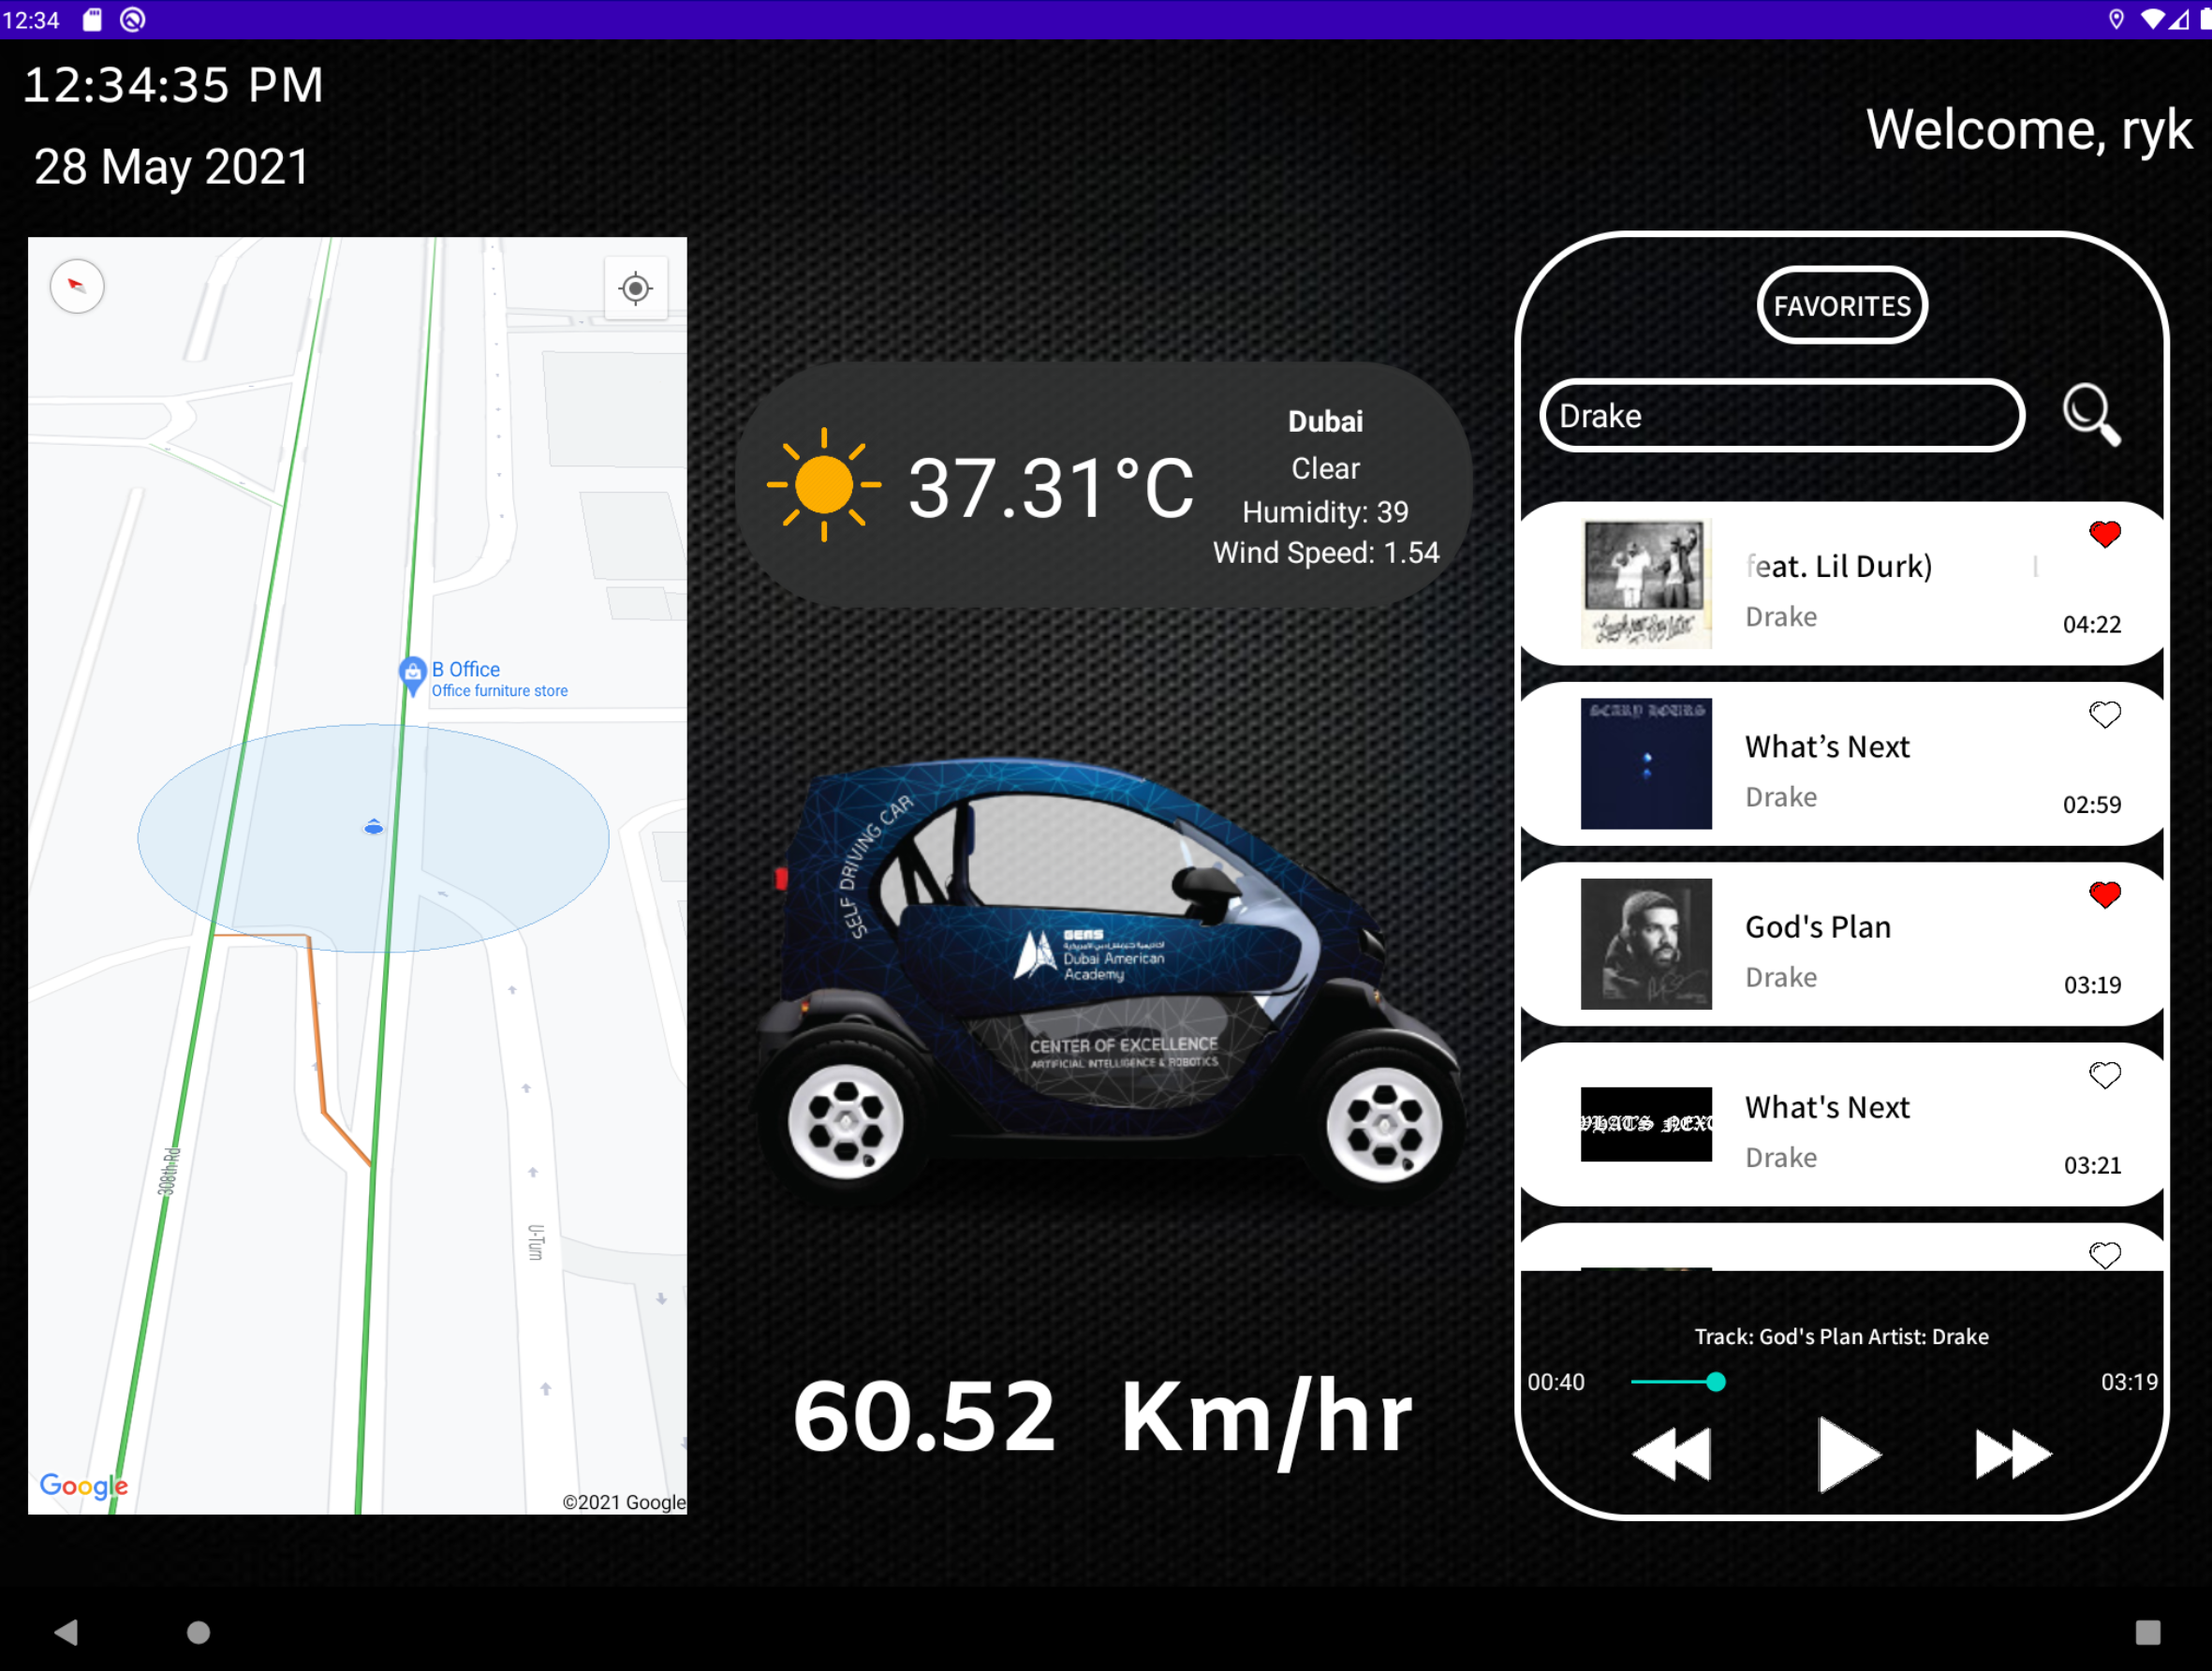 12:34
12:34:35 PM
28 May 2021
Welcome, ryk
B Office
Office furniture store
308th Rd
U-Turn
Google
©2021 Google
Dubai
37.31°C
Clear
Humidity: 39
Wind Speed: 1.54
SELF DRIVING CAR
GEMS
Dubai American
Academy
CENTER OF EXCELLENCE
ARTIFICIAL INTELLIGENCE & ROBOTICS
60.52 Km/hr
FAVORITES
Drake
feat. Lil Durk)
Drake
04:22
SCARY HOURS
What’s Next
Drake
02:59
God's Plan
Drake
03:19
WHAT'S NEXT
What's Next
Drake
03:21
Track: God's Plan Artist: Drake
00:40
03:19